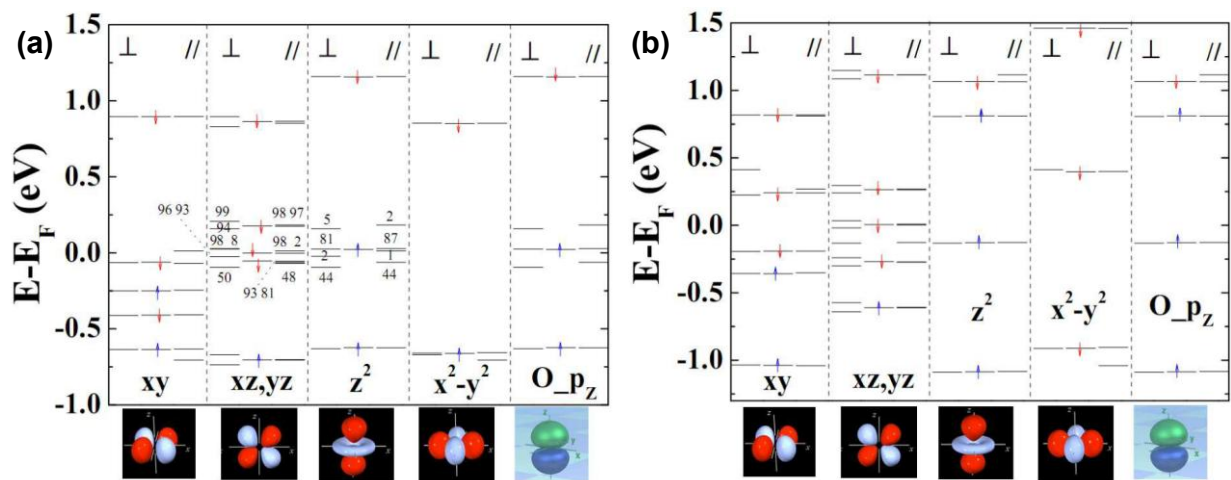 (a)
E-E_F (eV)
1.5
1.0
0.5
0.0
-0.5
-1.0
⊥ // ⊥ // ⊥ // ⊥ // ⊥ //
96 93
99 98 97
94
98 8 98 2
50 48
93 81
5 2
81 87
2 1
44 44
xy xz,yz z² x²-y² O_p_z
(b)
E-E_F (eV)
1.5
1.0
0.5
0.0
-0.5
-1.0
⊥ // ⊥ // ⊥ // ⊥ // ⊥ //
z² x²-y² O_p_z
xy xz,yz